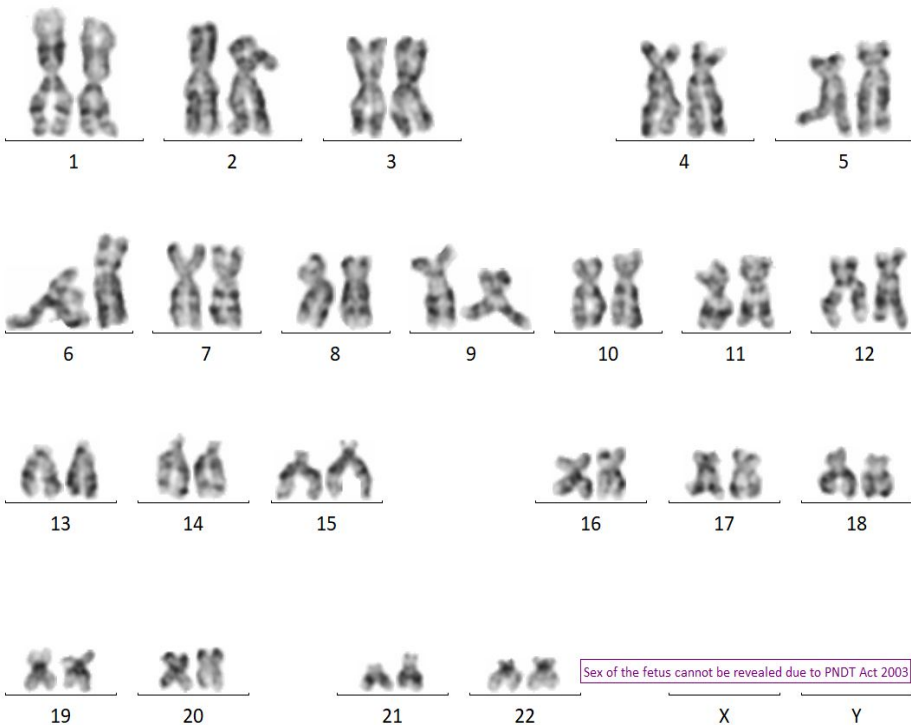 1 2 3 4 5
6 7 8 9 10 11 12
13 14 15 16 17 18
Sex of the fetus cannot be revealed due to PNDT Act 2003
19 20 21 22 X Y